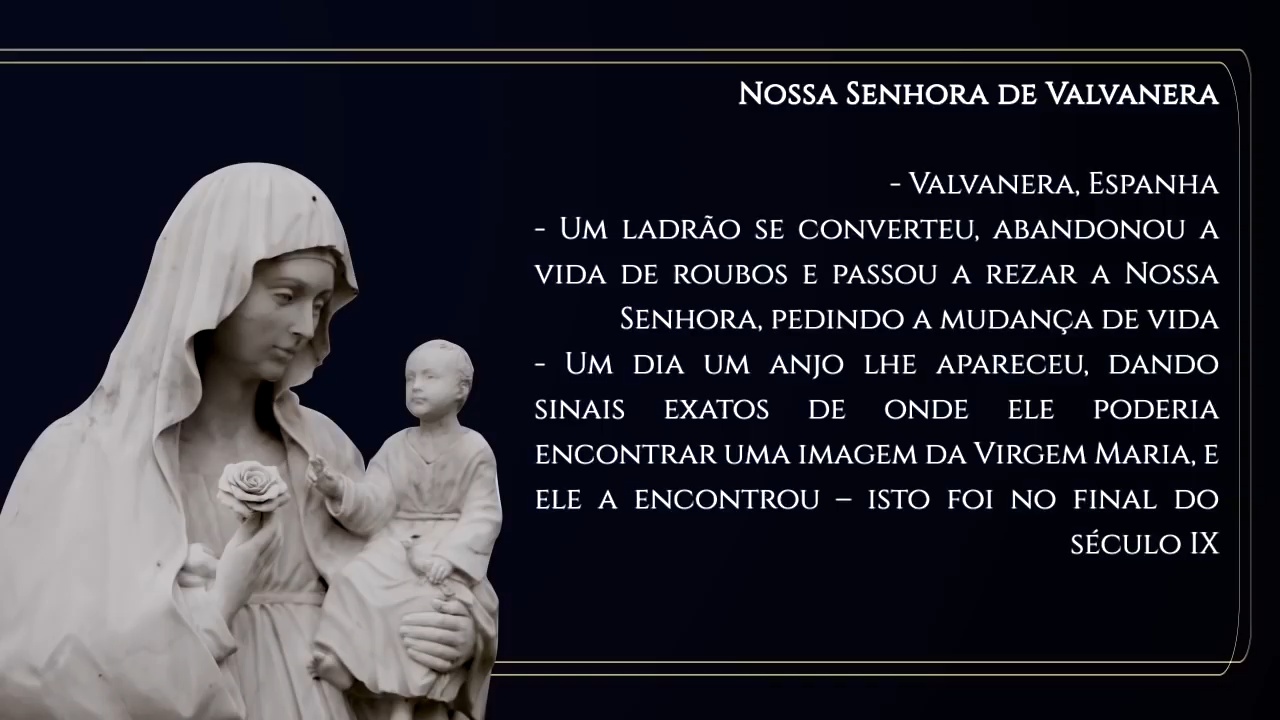 Nossa Senhora de Valvanera
- Valvanera, Espanha
- Um ladrão se converteu, abandonou a
vida de roubos e passou a rezar a Nossa
Senhora, pedindo a mudança de vida
- Um dia um anjo lhe apareceu, dando
sinais exatos de onde ele poderia
encontrar uma imagem da Virgem Maria, e
ele a encontrou – isto foi no final do
século IX